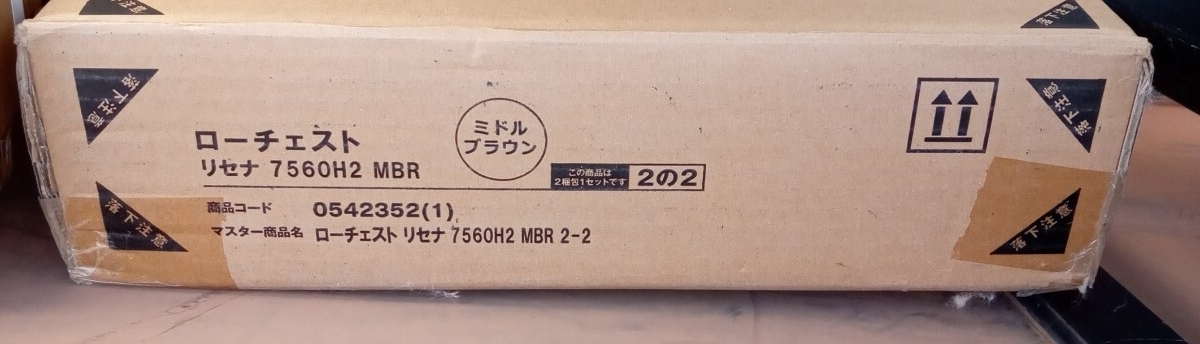 落下注意
落下注意
落下注意
落下注意
ローチェスト
リセナ 7560H2 MBR
ミドル
ブラウン
この商品は
2梱包1セットです
2の2
商品コード 0542352(1)
マスター商品名 ローチェスト リセナ 7560H2 MBR 2-2
落下注意
落下注意